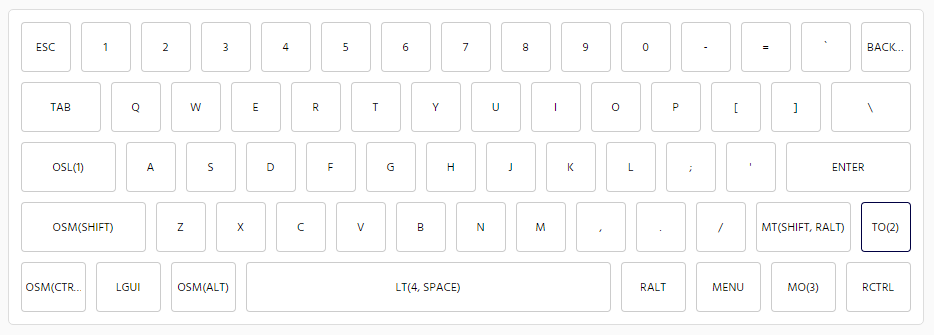 ESC 1 2 3 4 5 6 7 8 9 0 - = ` BACK...
TAB Q W E R T Y U I O P [ ] \
OSL(1) A S D F G H J K L ; ' ENTER
OSM(SHIFT) Z X C V B N M , . / MT(SHIFT, RALT) TO(2)
OSM(CTR... LGUI OSM(ALT) LT(4, SPACE) RALT MENU MO(3) RCTRL